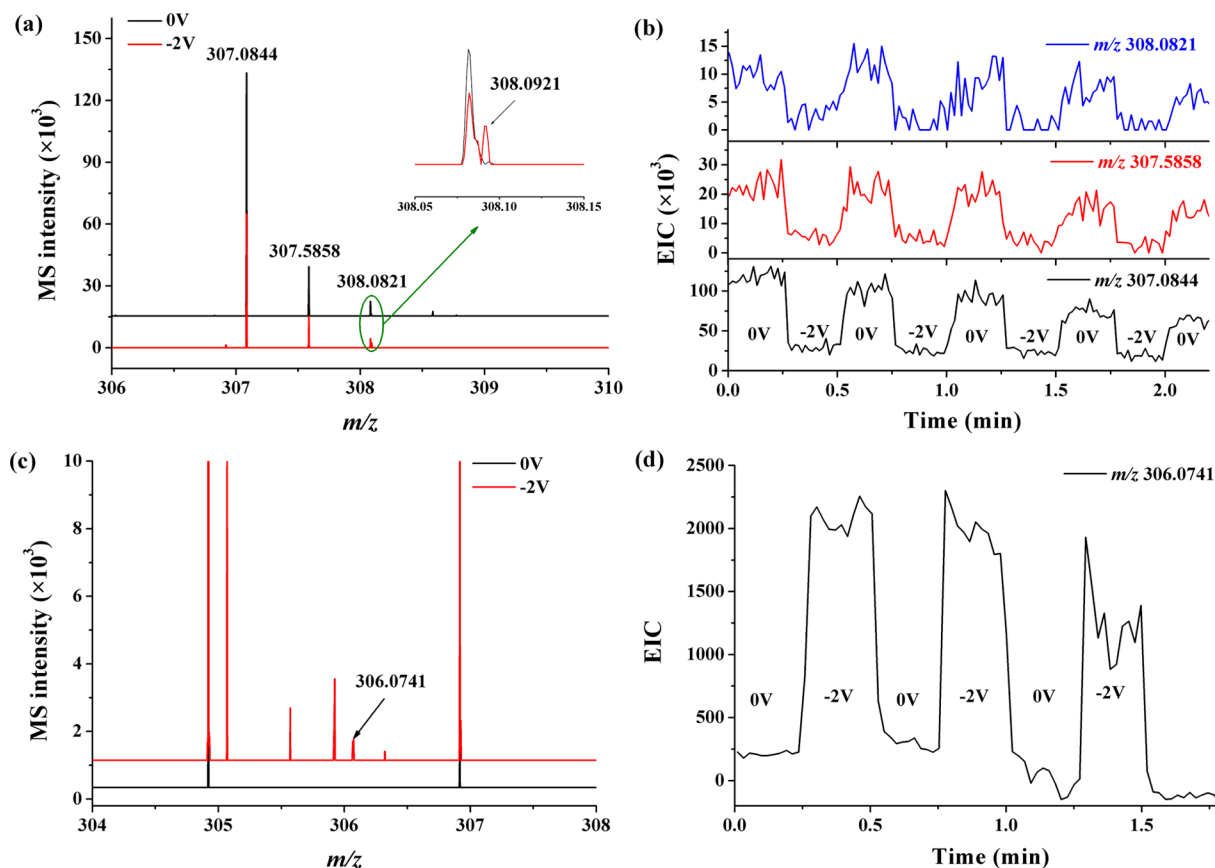 (a)
0V
-2V
307.0844
307.5858
308.0821
308.0921
308.05 308.10 308.15
150
120
90
60
30
0
MS intensity (×10³)
306 307 308 309 310
m/z
(b)
m/z 308.0821
15
10
5
0
m/z 307.5858
30
20
10
0
m/z 307.0844
100
50
0
EIC (×10³)
0V -2V 0V -2V 0V -2V 0V -2V 0V
0.0 0.5 1.0 1.5 2.0
Time (min)
(c)
0V
-2V
306.0741
10
8
6
4
2
0
MS intensity (×10³)
304 305 306 307 308
m/z
(d)
m/z 306.0741
2500
2250
1750
1250
750
250
0
EIC
0V -2V 0V -2V 0V -2V
0.0 0.5 1.0 1.5
Time (min)